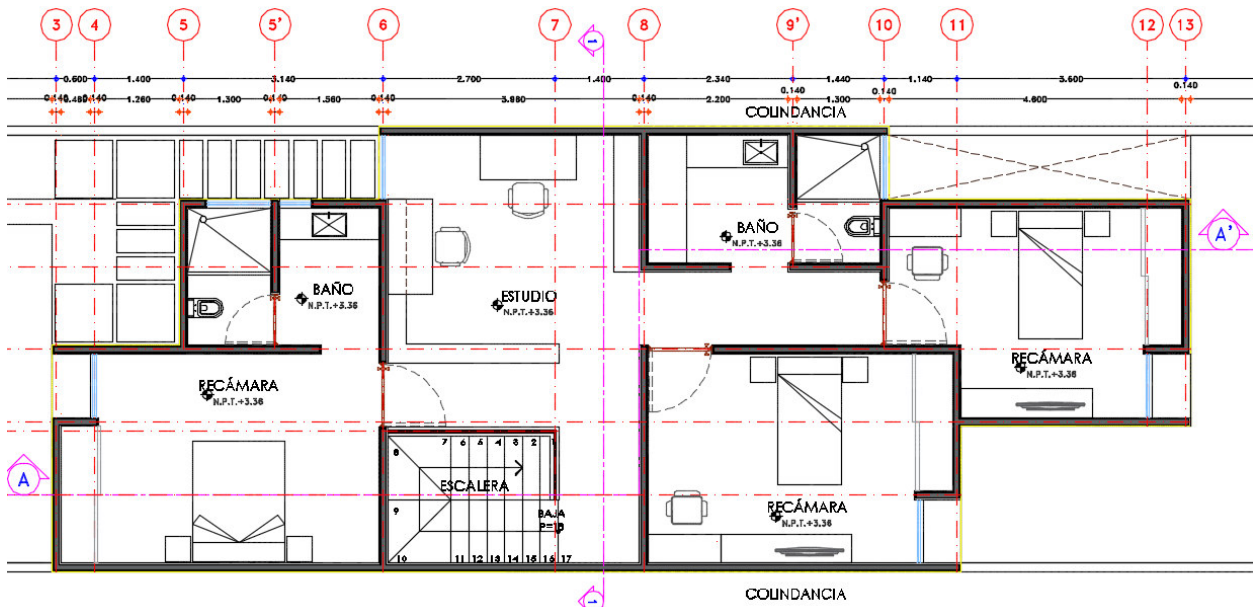 3 4 5 5' 6 7 8 9' 10 11 12 13
1
0.600 1.400 3.140 2.700 1.400 2.340 1.440 1.140 3.600
0.140 0.140 0.140 0.140 0.140 0.140 0.140 0.140 0.140
1.260 1.300 1.560 3.980 2.200 1.300 4.600
COLINDANCIA
BAÑO
N.P.T.+3.36
A'
BAÑO
N.P.T.+3.36
ESTUDIO
N.P.T.+3.36
RECÁMARA
N.P.T.+3.36
RECÁMARA
N.P.T.+3.36
7 6 5 4 3 2
8
A
ESCALERA
9
BAJA
RECÁMARA
N.P.T.+3.36
10 11 12 13 14 15 16 17
1
COLINDANCIA